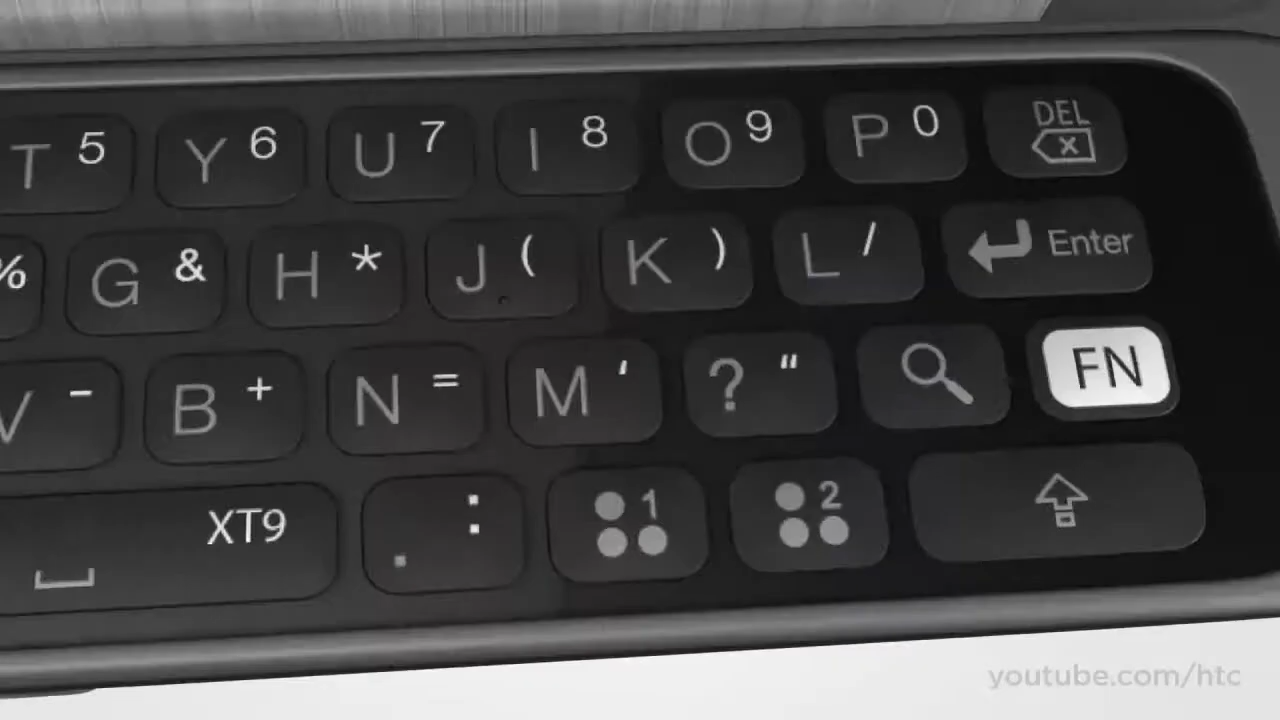 T 5 Y 6 U 7 I 8 O 9 P 0 DEL
% G & H * J ( K ) L / Enter
V - B + N = M ' ? " FN
XT9 . : 1 2
youtube.com/htc